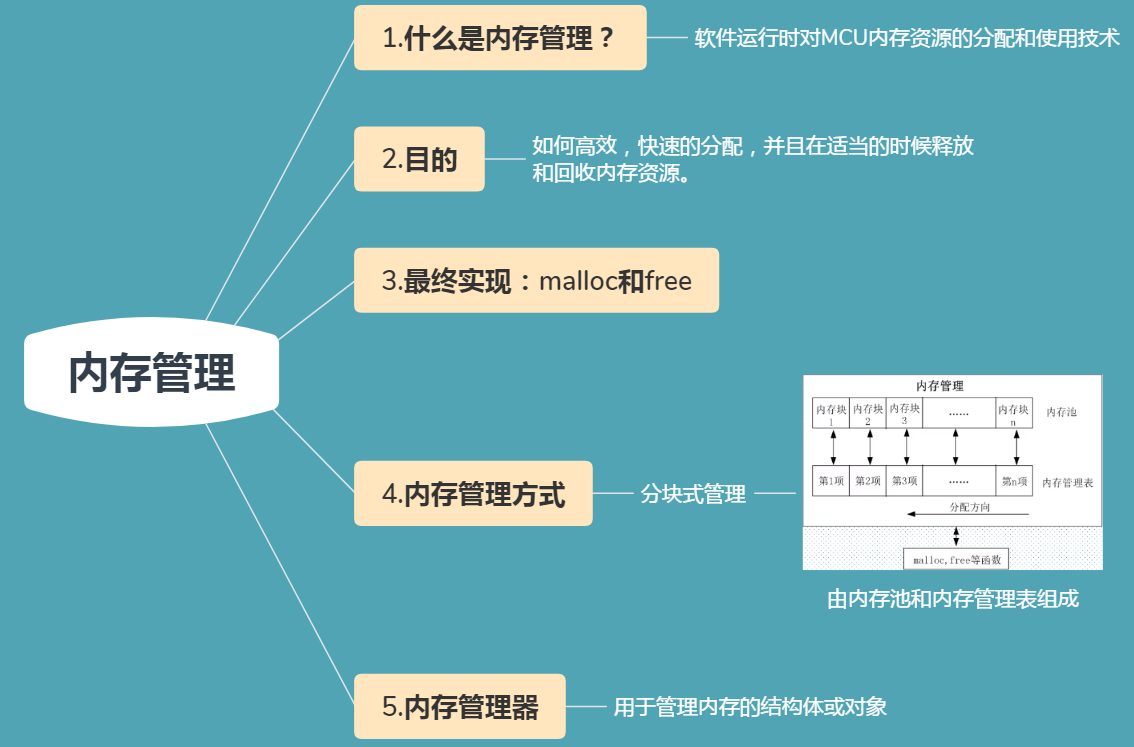 1.什么是内存管理？
软件运行时对MCU内存资源的分配和使用技术
2.目的
如何高效，快速的分配，并且在适当的时候释放
和回收内存资源。
3.最终实现：malloc和free
内存管理
4.内存管理方式
分块式管理
内存管理
内存块
1
内存块
2
内存块
3
……
内存块
n
内存池
第1项
第2项
第3项
……
第n项
内存管理表
分配方向
malloc,free等函数
由内存池和内存管理表组成
5.内存管理器
用于管理内存的结构体或对象